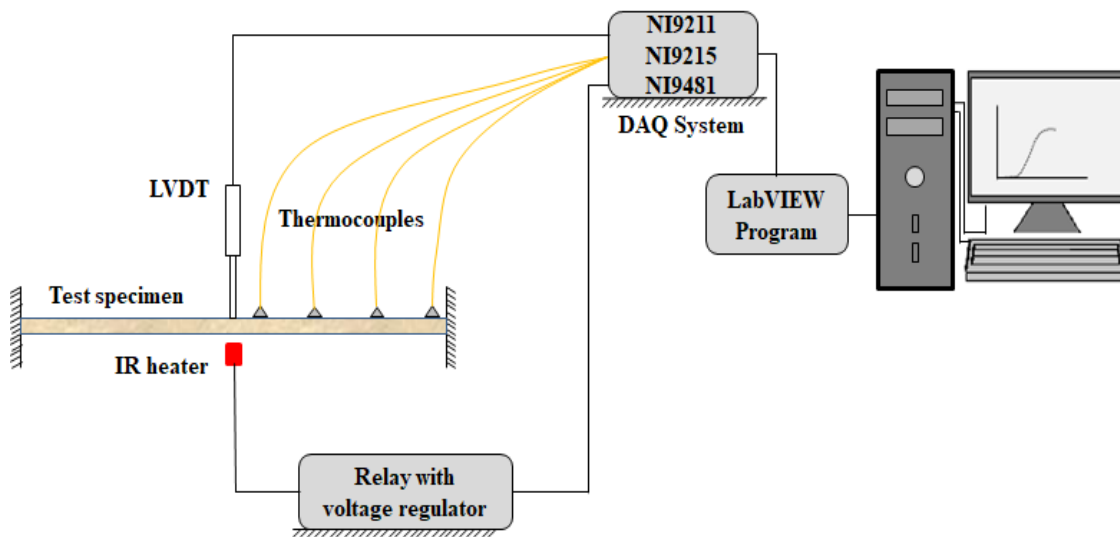 NI9211
NI9215
NI9481
DAQ System
LVDT
Thermocouples
LabVIEW
Program
Test specimen
IR heater
Relay with
voltage regulator